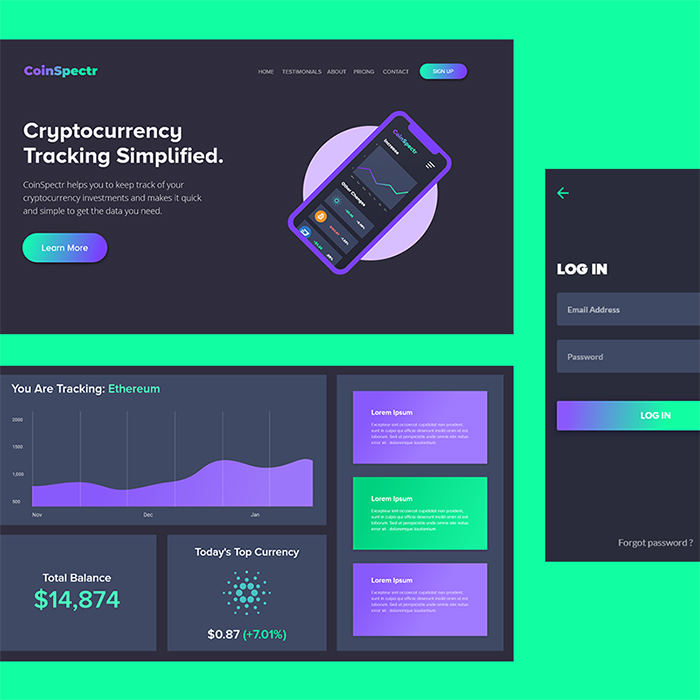 CoinSpectr
HOME TESTIMONIALS ABOUT PRICING CONTACT SIGN UP
Cryptocurrency
Tracking Simplified.
CoinSpectr helps you to keep track of your
cryptocurrency investments and makes it quick
and simple to get the data you need.
Learn More
CoinSpectr
Increase
Other Changes
LOG IN
Email Address
Password
LOG IN
Forgot password ?
You Are Tracking: Ethereum
2000
1500
1,000
500
Nov Dec Jan
Total Balance
$14,874
Today's Top Currency
$0.87 (+7.01%)
Lorem Ipsum
Excepteur sint occaecat cupidatat non proident, sunt
in culpa qui officia deserunt mollit anim id est
laborum. Sed ut perspiciatis unde omnis iste natus
error sit . doloremque laudantium.
Lorem Ipsum
Excepteur sint occaecat cupidatat non proident, sunt
in culpa qui officia deserunt mollit anim id est
laborum. Sed ut perspiciatis unde omnis iste natus
error sit . doloremque laudantium.
Lorem Ipsum
Excepteur sint occaecat cupidatat non proident, sunt
in culpa qui officia deserunt mollit anim id est
laborum. Sed ut perspiciatis unde omnis iste natus
error sit . doloremque laudantium.